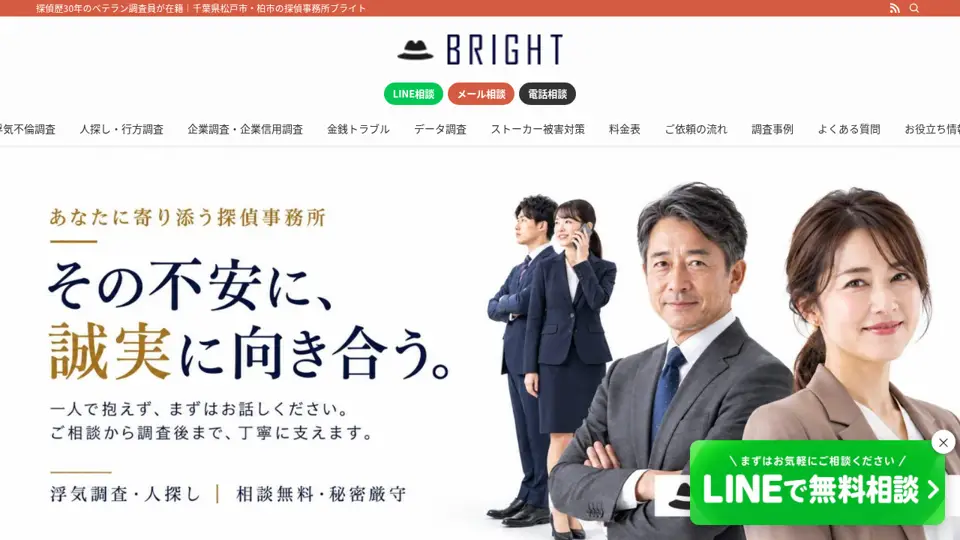 探偵歴30年のベテラン調査員が在籍｜千葉県松戸市・柏市の探偵事務所ブライト
BRIGHT
LINE相談 メール相談 電話相談
浮気不倫調査 人探し・行方調査 企業調査・企業信用調査 金銭トラブル データ調査 ストーカー被害対策 料金表 ご依頼の流れ 調査事例 よくある質問 お役立ち情報
あなたに寄り添う探偵事務所
その不安に、
誠実に向き合う。
一人で抱えず、まずはお話しください。
ご相談から調査後まで、丁寧に支えます。
浮気調査・人探し｜相談無料・秘密厳守
\ まずはお気軽にご相談ください /
LINEで無料相談